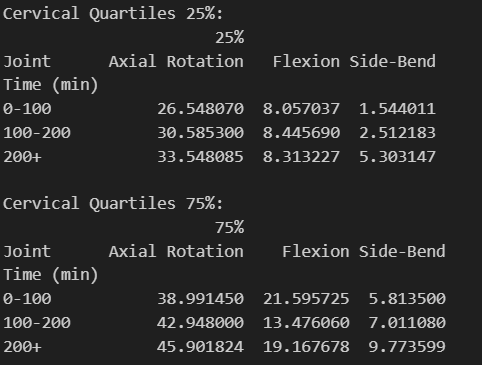 Cervical Quartiles 25%:
25%
Joint Axial Rotation Flexion Side-Bend
Time (min)
0-100 26.548070 8.057037 1.544011
100-200 30.585300 8.445690 2.512183
200+ 33.548085 8.313227 5.303147
Cervical Quartiles 75%:
75%
Joint Axial Rotation Flexion Side-Bend
Time (min)
0-100 38.991450 21.595725 5.813500
100-200 42.948000 13.476060 7.011080
200+ 45.901824 19.167678 9.773599